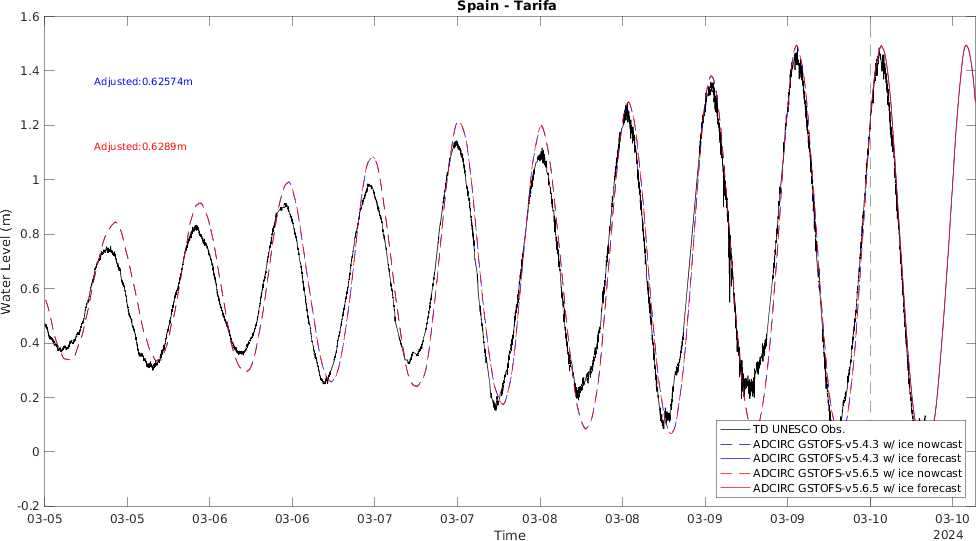 Spain - Tarifa
1.6
1.4
1.2
1
0.8
0.6
0.4
0.2
0
-0.2
Water Level (m)
Adjusted:0.62574m
Adjusted:0.6289m
TD UNESCO Obs.
ADCIRC GSTOFS-v5.4.3 w/ ice nowcast
ADCIRC GSTOFS-v5.4.3 w/ ice forecast
ADCIRC GSTOFS-v5.6.5 w/ ice nowcast
ADCIRC GSTOFS-v5.6.5 w/ ice forecast
03-05 03-05 03-06 03-06 03-07 03-07 03-08 03-08 03-09 03-09 03-10 03-10
2024
Time